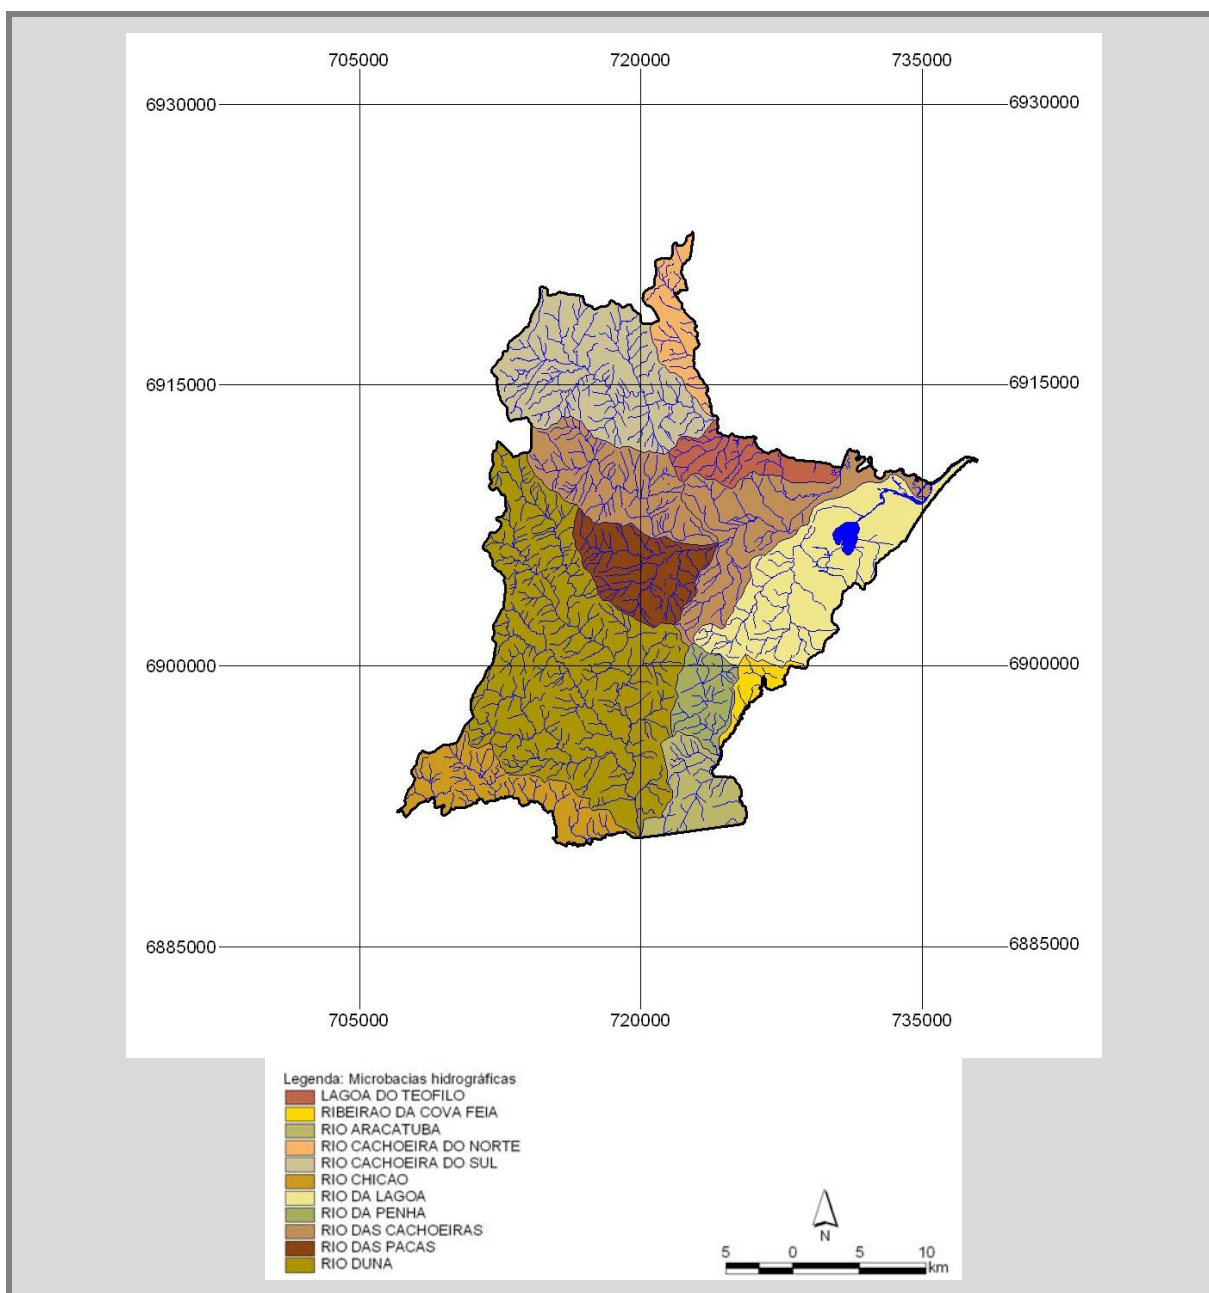 705000 720000 735000
6930000 6930000
6915000 6915000
6900000 6900000
6885000 6885000
705000 720000 735000
Legenda: Microbacias hidrográficas
LAGOA DO TEOFILO
RIBEIRAO DA COVA FEIA
RIO ARACATUBA
RIO CACHOEIRA DO NORTE
RIO CACHOEIRA DO SUL
RIO CHICAO
RIO DA LAGOA
RIO DA PENHA
RIO DAS CACHOEIRAS
RIO DAS PACAS
RIO DUNA
N
5 0 5 10
km